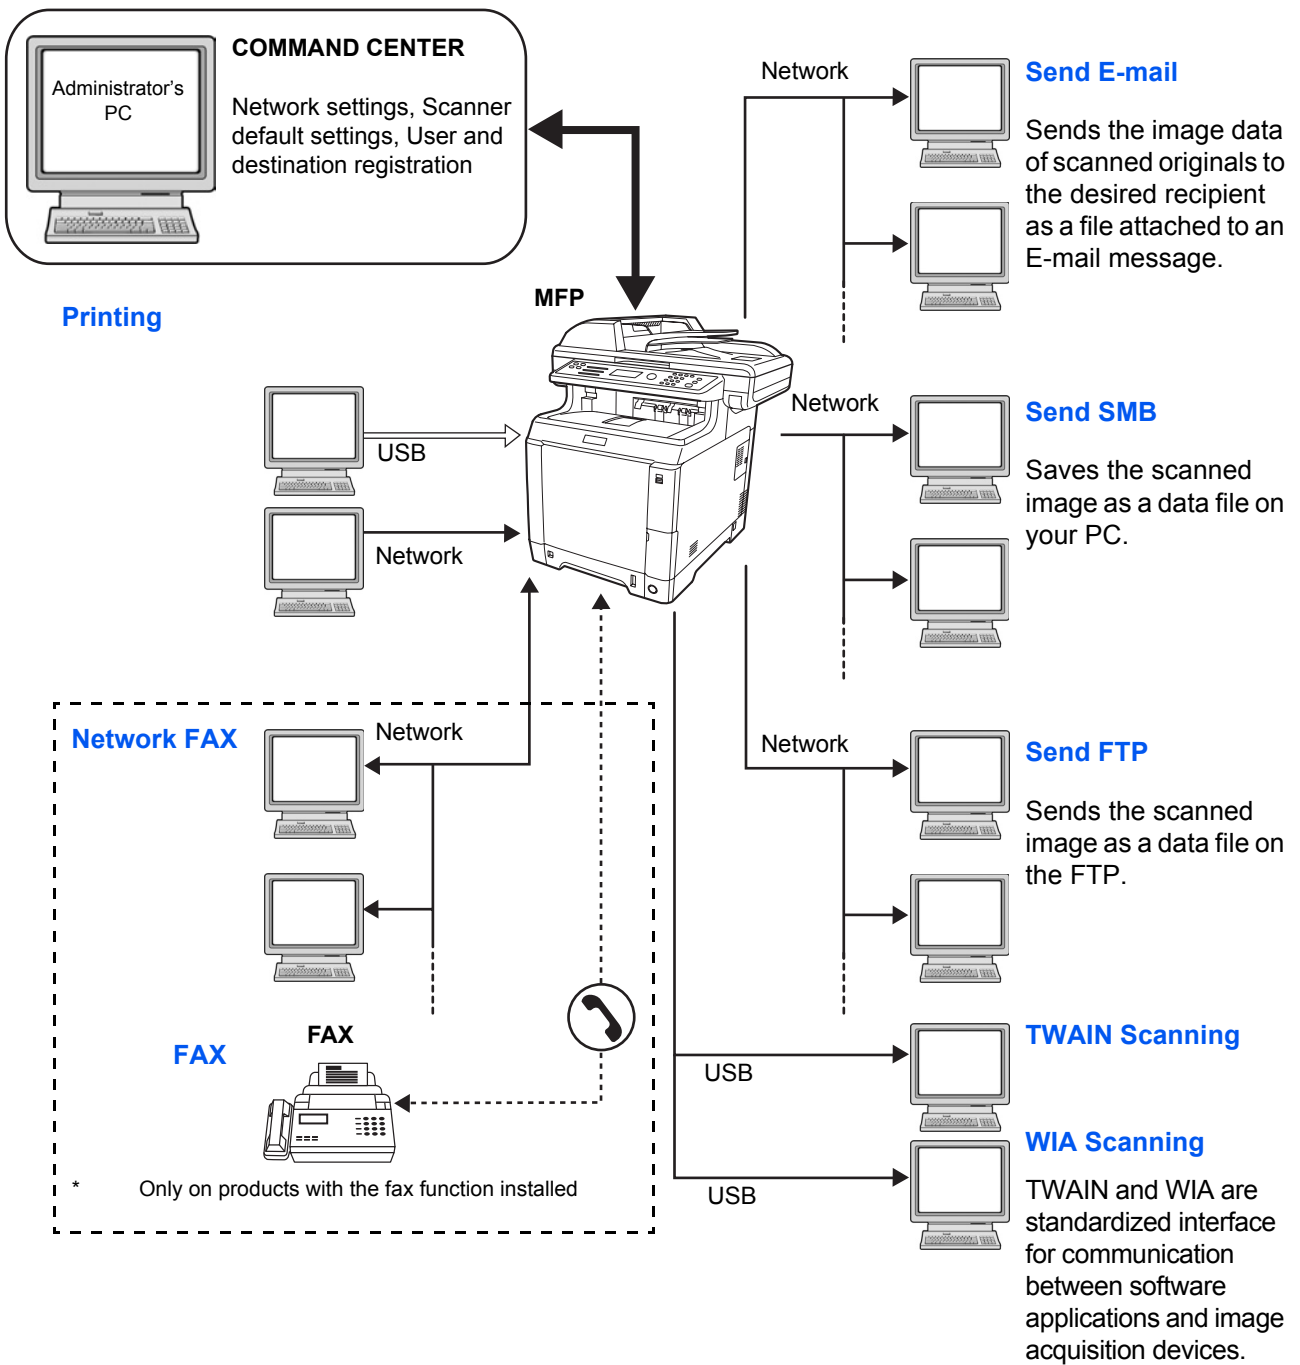 COMMAND CENTER
Administrator's
PC
Network settings, Scanner
default settings, User and
destination registration
Network
Send E-mail
Sends the image data
of scanned originals to
the desired recipient
as a file attached to an
E-mail message.
MFP
Printing
USB
Network
Network
Send SMB
Saves the scanned
image as a data file on
your PC.
Network FAX
Network
Network
Send FTP
Sends the scanned
image as a data file on
the FTP.
FAX
FAX
* Only on products with the fax function installed
USB
TWAIN Scanning
USB
WIA Scanning
TWAIN and WIA are
standardized interface
for communication
between software
applications and image
acquisition devices.